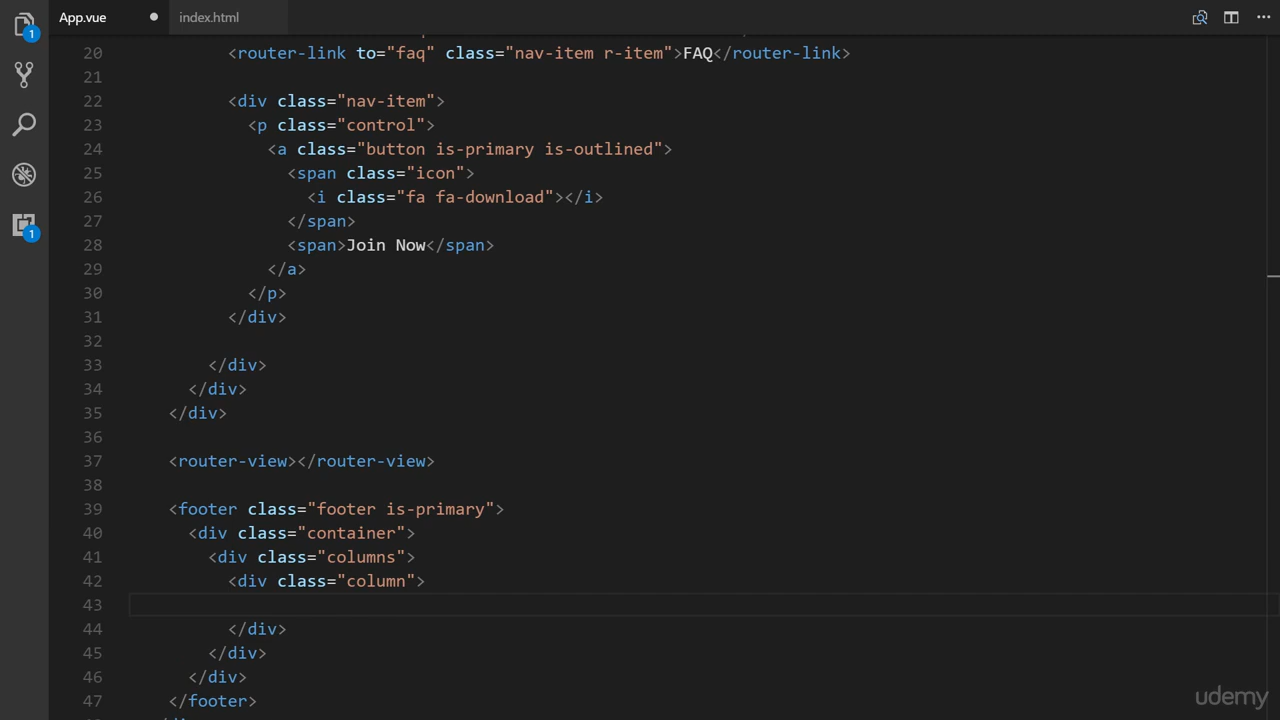 App.vue
index.html
1
1
20 <router-link to="faq" class="nav-item r-item">FAQ</router-link>
21
22 <div class="nav-item">
23 <p class="control">
24 <a class="button is-primary is-outlined">
25 <span class="icon">
26 <i class="fa fa-download"></i>
27 </span>
28 <span>Join Now</span>
29 </a>
30 </p>
31 </div>
32
33 </div>
34 </div>
35 </div>
36
37 <router-view></router-view>
38
39 <footer class="footer is-primary">
40 <div class="container">
41 <div class="columns">
42 <div class="column">
43
44 </div>
45 </div>
46 </div>
47 </footer>
udemy